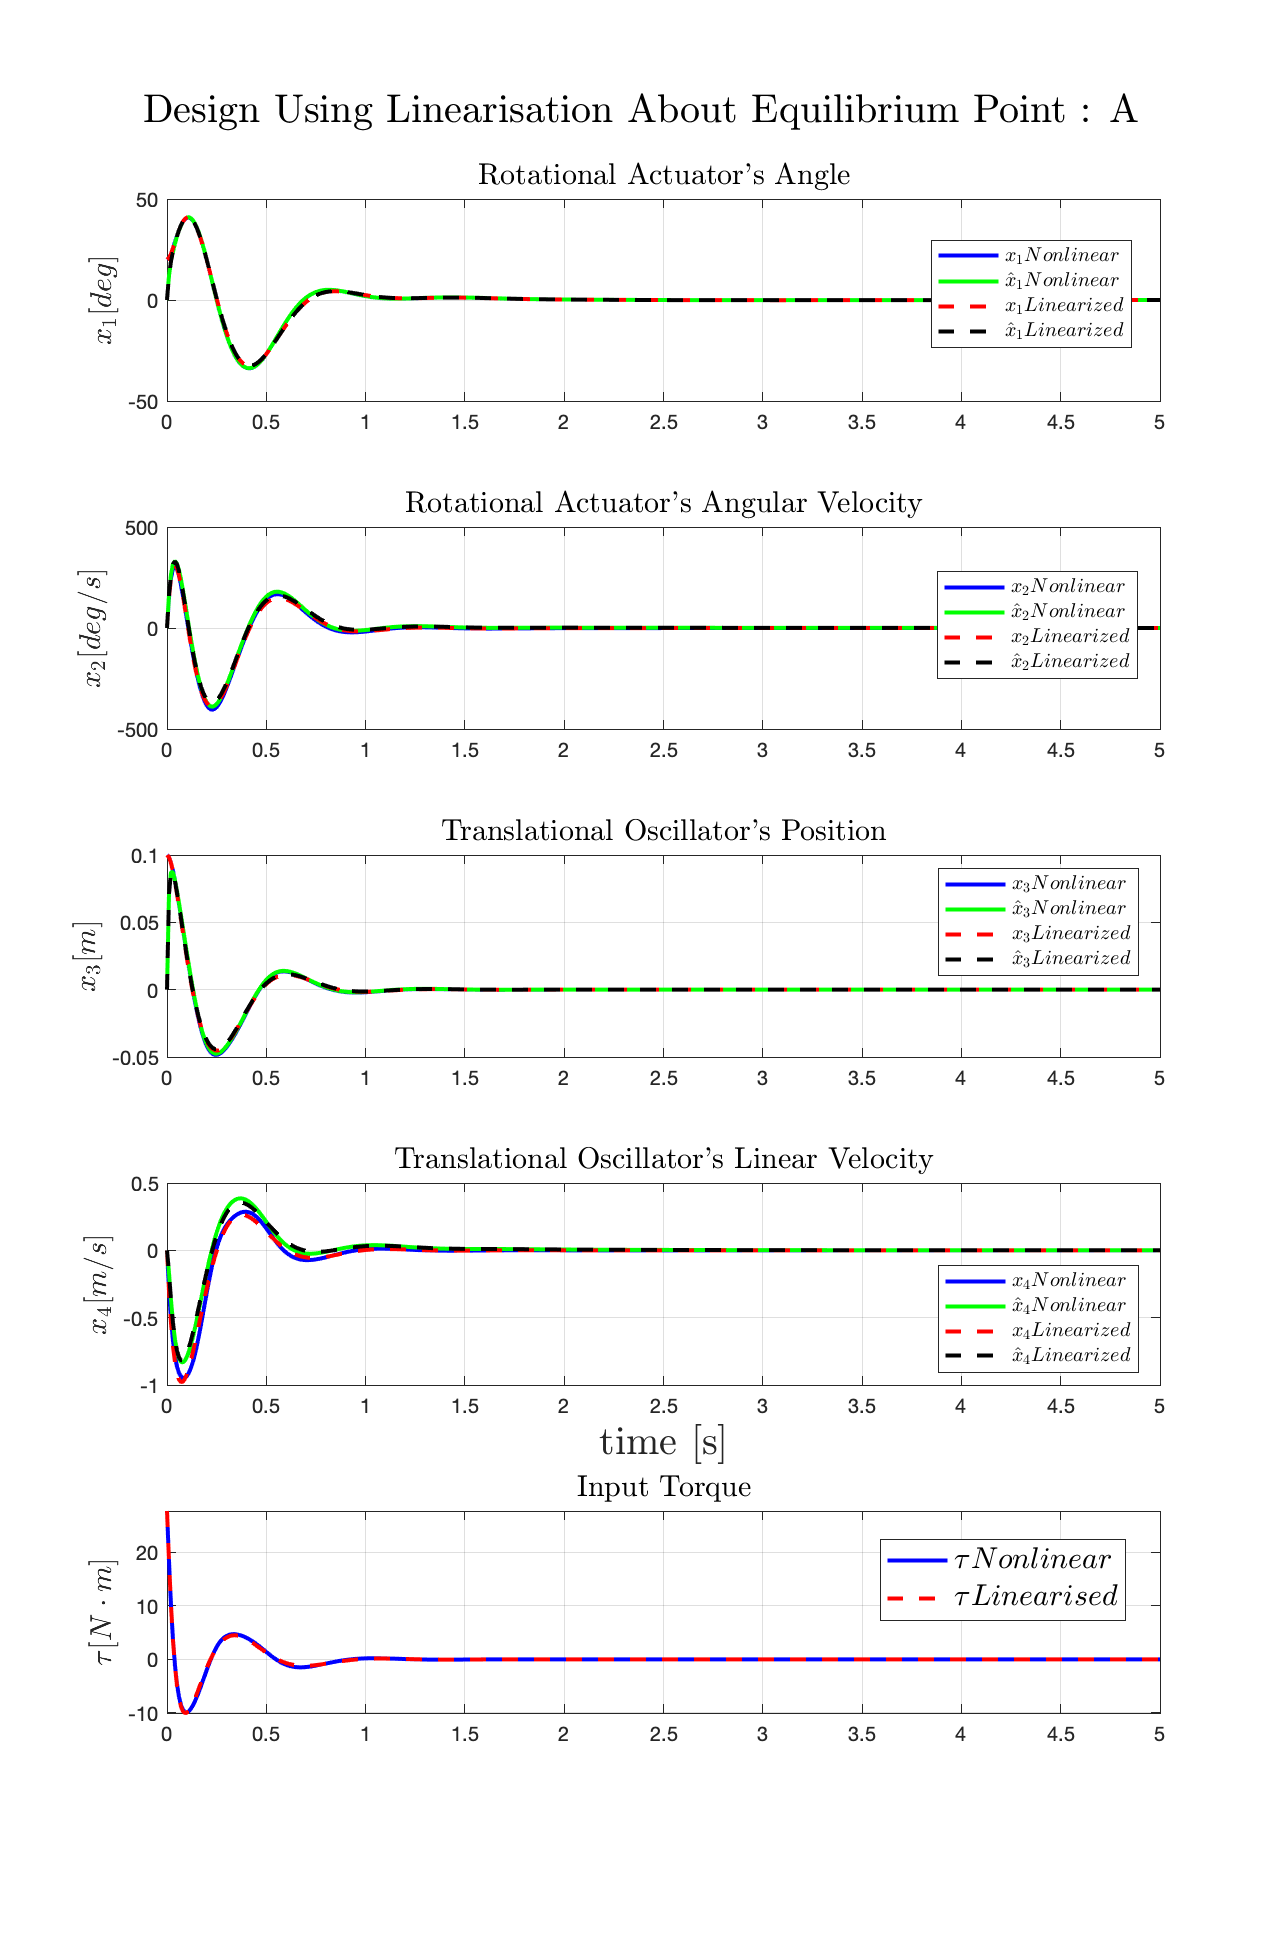 Design Using Linearisation About Equilibrium Point : A
Rotational Actuator's Angle
x₁[deg]
50
0
-50
x₁Nonlinear
x̂₁Nonlinear
x₁Linearized
x̂₁Linearized
0 0.5 1 1.5 2 2.5 3 3.5 4 4.5 5
Rotational Actuator's Angular Velocity
x₂[deg/s]
500
0
-500
x₂Nonlinear
x̂₂Nonlinear
x₂Linearized
x̂₂Linearized
0 0.5 1 1.5 2 2.5 3 3.5 4 4.5 5
Translational Oscillator's Position
x₃[m]
0.1
0.05
0
-0.05
x₃Nonlinear
x̂₃Nonlinear
x₃Linearized
x̂₃Linearized
0 0.5 1 1.5 2 2.5 3 3.5 4 4.5 5
Translational Oscillator's Linear Velocity
x₄[m/s]
0.5
0
-0.5
-1
x₄Nonlinear
x̂₄Nonlinear
x₄Linearized
x̂₄Linearized
0 0.5 1 1.5 2 2.5 3 3.5 4 4.5 5
time [s]
Input Torque
τ[N · m]
20
10
0
-10
τNonlinear
τLinearised
0 0.5 1 1.5 2 2.5 3 3.5 4 4.5 5